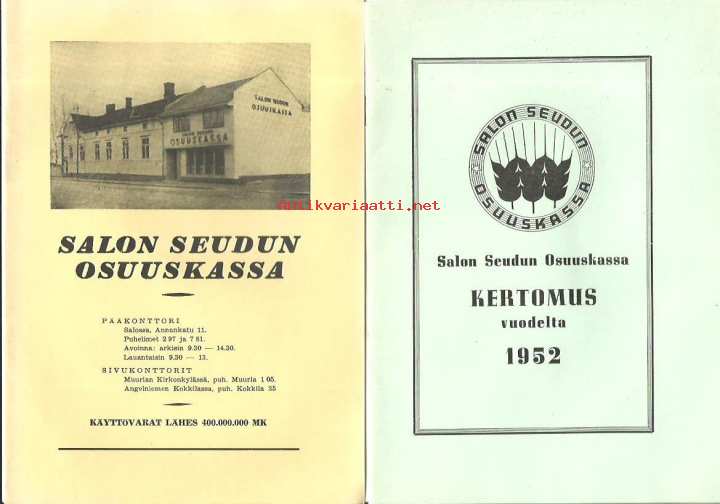 SALON SEUDUN
OSUUSKASSA
SALON SEUDUN
OSUUSKASSA
SALON SEUDUN
OSUUSKASSA
PÄÄKONTTORI
Salossa, Annankatu 11.
Puhelimet 2 97 ja 7 81.
Avoinna: arkisin 9.30 — 14.30.
Lauantaisin 9.30 — 13.
SIVUKONTTORIT
Muurlan Kirkonkylässä, puh. Muurla 1 05.
Angelniemen Kokkilassa, puh. Kokkila 35
KÄYTTÖVARAT LÄHES 400.000.000 MK
antikvariaatti.net
SALON SEUDUN
OSUUSKASSA
Salon Seudun Osuuskassa
KERTOMUS
vuodelta
1952